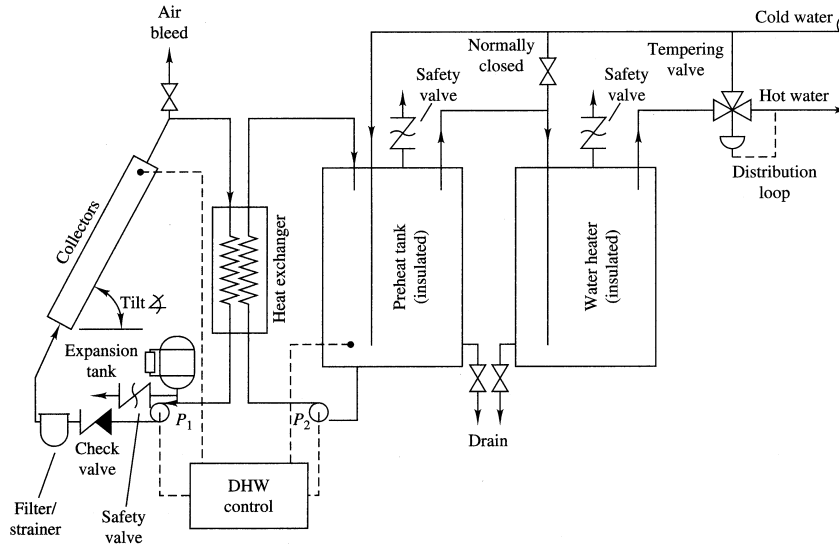 Air
bleed
Cold water
Normally
closed
Tempering
valve
Safety
valve
Safety
valve
Hot water
Distribution
loop
Collectors
Heat exchanger
Preheat tank
(insulated)
Water heater
(insulated)
Tilt
Expansion
tank
P1
P2
Drain
Check
valve
DHW
control
Filter/
strainer
Safety
valve